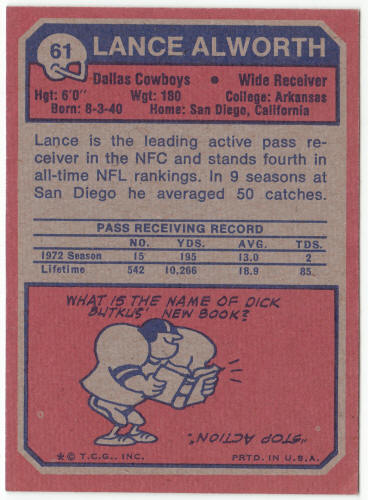 61
LANCE ALWORTH
Dallas Cowboys • Wide Receiver
Hgt: 6'0" Wgt: 180 College: Arkansas
Born: 8-3-40 Home: San Diego, California
Lance is the leading active pass re-
ceiver in the NFC and stands fourth in
all-time NFL rankings. In 9 seasons at
San Diego he averaged 50 catches.
PASS RECEIVING RECORD
NO. YDS. AVG. TDS.
1972 Season 15 195 13.0 2
Lifetime 542 10,266 18.9 85
WHAT IS THE NAME OF DICK
BUTKUS' NEW BOOK?
"STOP ACTION".
* © T.C.G., INC. PRTD. IN U.S.A.